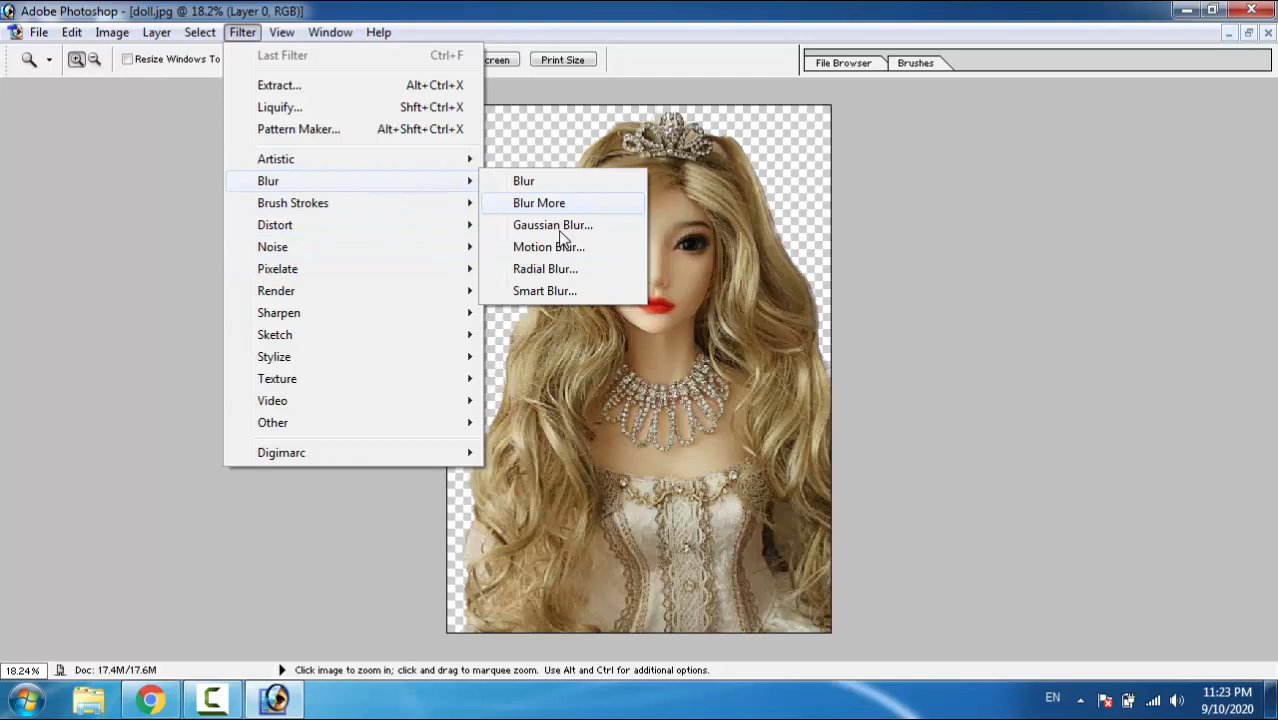 Adobe Photoshop - [doll.jpg @ 18.2% (Layer 0, RGB)]
File Edit Image Layer Select Filter View Window Help
Resize Windows To
creen
Print Size
File Browser
Brushes
Last Filter Ctrl+F
Extract... Alt+Ctrl+X
Liquify... Shft+Ctrl+X
Pattern Maker... Alt+Shft+Ctrl+X
Artistic
Blur
Brush Strokes
Distort
Noise
Pixelate
Render
Sharpen
Sketch
Stylize
Texture
Video
Other
Digimarc
Blur
Blur More
Gaussian Blur...
Motion Blur...
Radial Blur...
Smart Blur...
18.24%
Doc: 17.4M/17.6M
Click image to zoom in; click and drag to marquee zoom. Use Alt and Ctrl for additional options.
EN
11:23 PM
9/10/2020